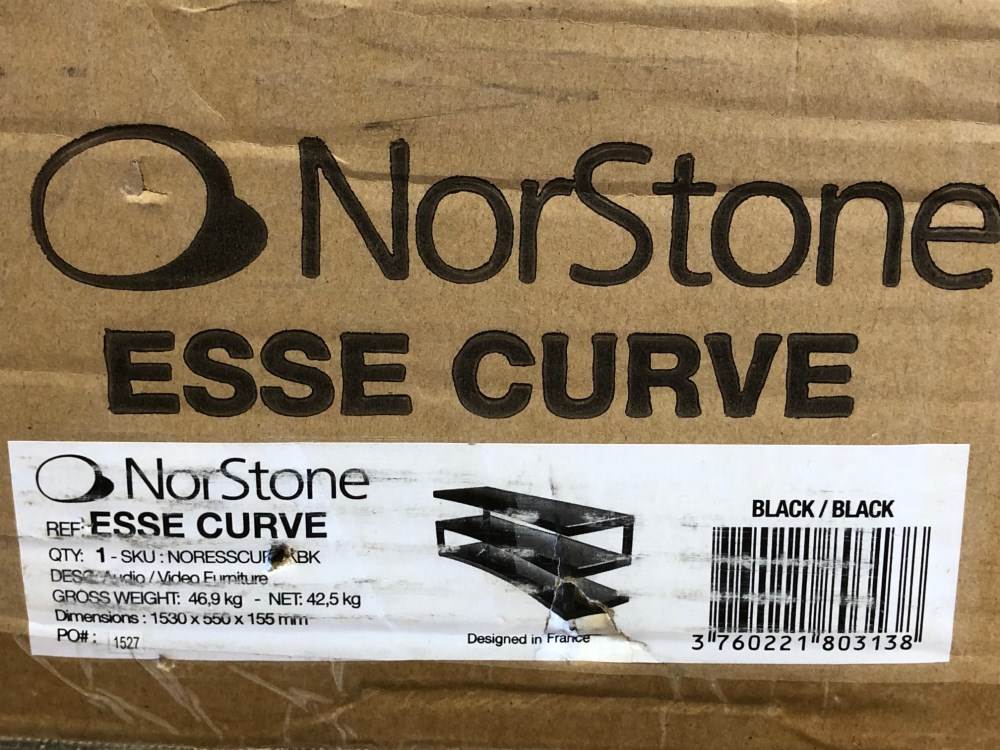 NorStone
ESSE CURVE
NorStone
REF: ESSE CURVE
QTY: 1 - SKU : 
DESC: Audio / Video Furniture
GROSS WEIGHT: 46,9 kg - NET: 42,5 kg
Dimensions : 1530 x 550 x 155 mm
PO# : 1527
Designed in France
BLACK / BLACK
3 760221 803138